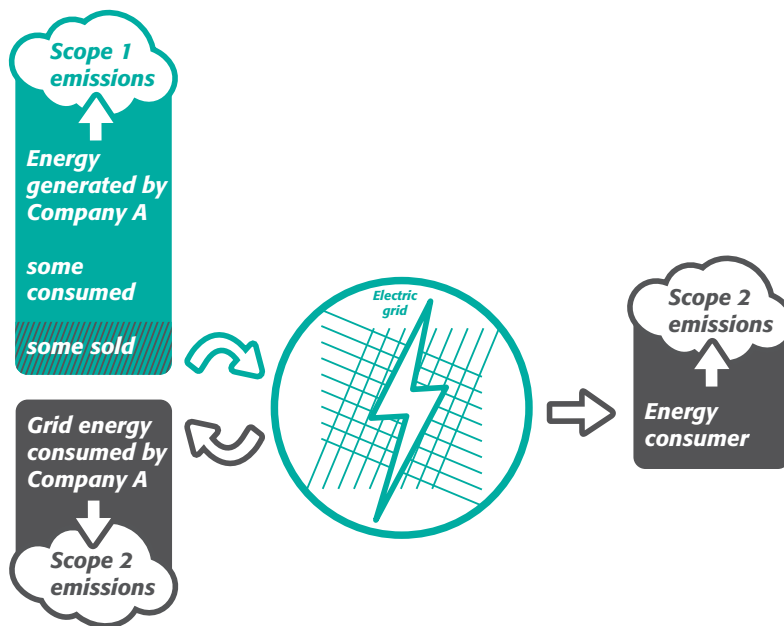 Scope 1
emissions
Energy
generated by
Company A
some
consumed
some sold
Grid energy
consumed by
Company A
Scope 2
emissions
Electric
grid
Scope 2
emissions
Energy
consumer